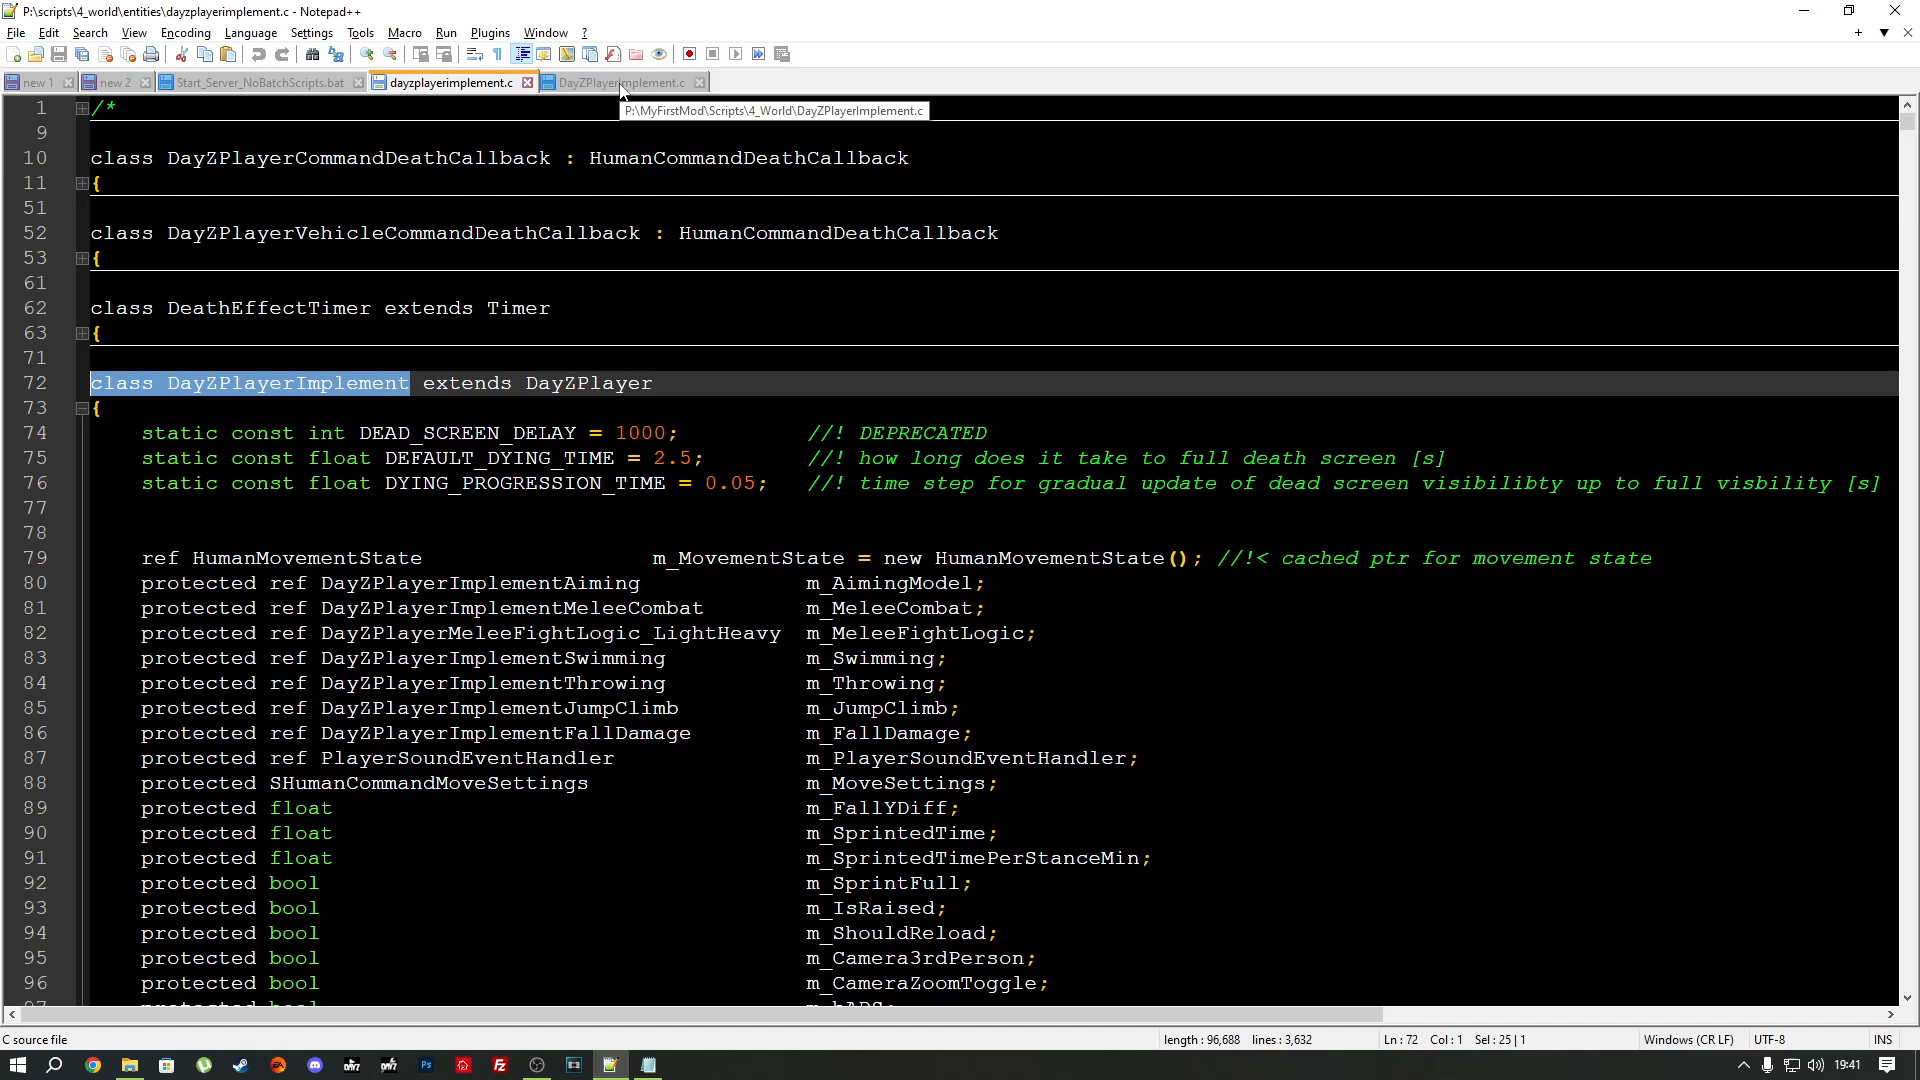 P:\scripts\4_world\entities\dayzplayerimplement.c - Notepad++
File Edit Search View Encoding Language Settings Tools Macro Run Plugins Window ?
new 1 new 2 Start_Server_NoBatchScripts.bat dayzplayerimplement.c DayZPlayerImplement.c
P:\MyFirstMod\Scripts\4_World\DayZPlayerImplement.c
1 /*
9
10 class DayZPlayerCommandDeathCallback : HumanCommandDeathCallback
11 {
51
52 class DayZPlayerVehicleCommandDeathCallback : HumanCommandDeathCallback
53 {
61
62 class DeathEffectTimer extends Timer
63 {
71
72 class DayZPlayerImplement extends DayZPlayer
73 {
74 static const int DEAD_SCREEN_DELAY = 1000; //! DEPRECATED
75 static const float DEFAULT_DYING_TIME = 2.5; //! how long does it take to full death screen [s]
76 static const float DYING_PROGRESSION_TIME = 0.05; //! time step for gradual update of dead screen visibilibty up to full visbility [s]
77
78
79 ref HumanMovementState m_MovementState = new HumanMovementState(); //!< cached ptr for movement state
80 protected ref DayZPlayerImplementAiming m_AimingModel;
81 protected ref DayZPlayerImplementMeleeCombat m_MeleeCombat;
82 protected ref DayZPlayerMeleeFightLogic_LightHeavy m_MeleeFightLogic;
83 protected ref DayZPlayerImplementSwimming m_Swimming;
84 protected ref DayZPlayerImplementThrowing m_Throwing;
85 protected ref DayZPlayerImplementJumpClimb m_JumpClimb;
86 protected ref DayZPlayerImplementFallDamage m_FallDamage;
87 protected ref PlayerSoundEventHandler m_PlayerSoundEventHandler;
88 protected SHumanCommandMoveSettings m_MoveSettings;
89 protected float m_FallYDiff;
90 protected float m_SprintedTime;
91 protected float m_SprintedTimePerStanceMin;
92 protected bool m_SprintFull;
93 protected bool m_IsRaised;
94 protected bool m_ShouldReload;
95 protected bool m_Camera3rdPerson;
96 protected bool m_CameraZoomToggle;
97 protected bool m_bADS;
C source file length : 96,688 lines : 3,632 Ln : 72 Col : 1 Sel : 25 | 1 Windows (CR LF) UTF-8 INS
19:41